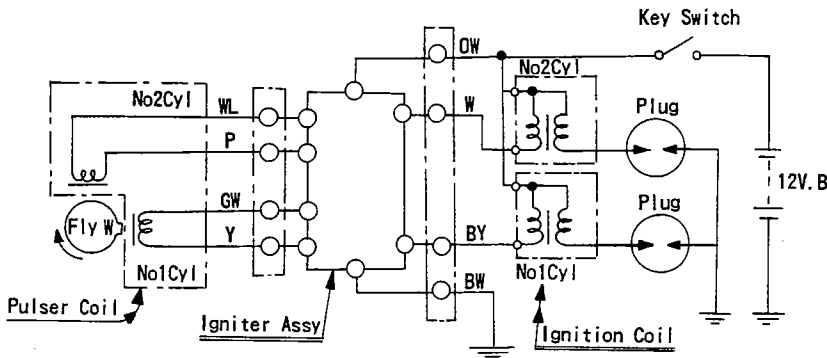 Key Switch
OW
No2Cyl
No2Cyl
WL
W
Plug
P
12V.B
GW
Plug
Fly W
Y
BY
No1Cyl
No1Cyl
BW
Pulser Coil
Igniter Assy
Ignition Coil